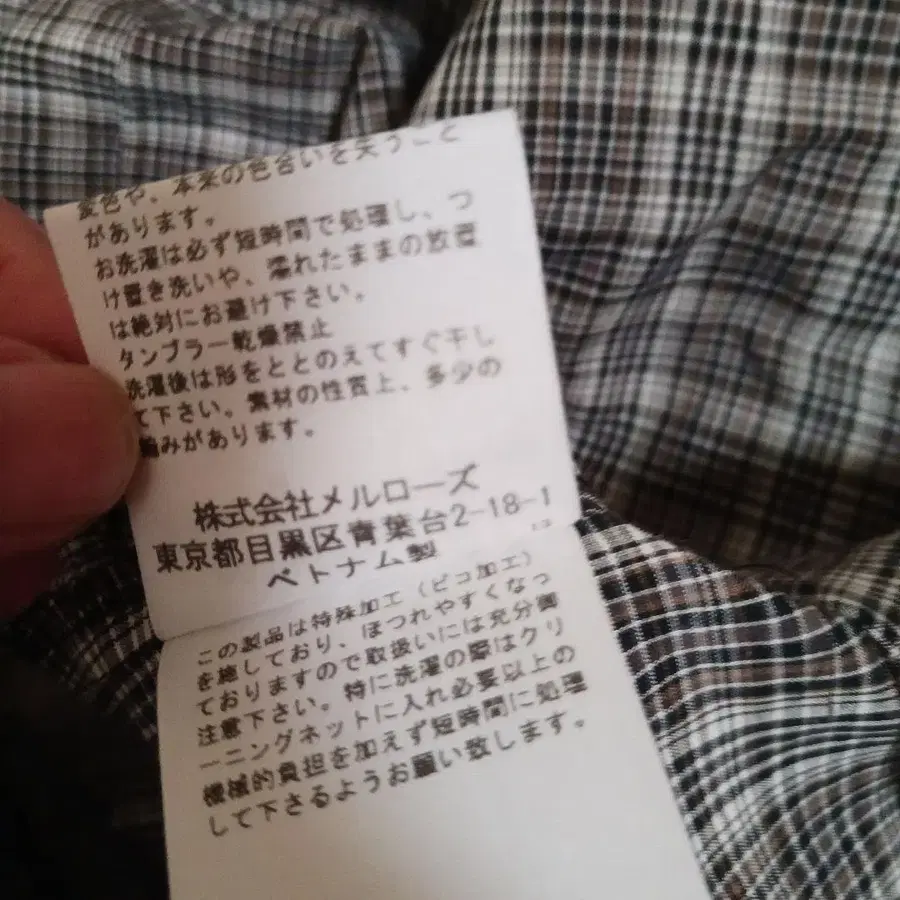 変色や、本来の色合いを失うこと
があります。
お洗濯は必ず短時間で処理し、つ
け置き洗いや、濡れたままの放置
は絶対にお避け下さい。
タンブラー乾燥禁止
洗濯後は形をととのえてすぐ干し
て下さい。素材の性質上、多少の
縮みがあります。
株式会社メルローズ
東京都目黒区青葉台2-18-1
ベトナム製
この製品は特殊加工(ピコ加工)
を施しており、ほつれやすくなっ
ておりますので取扱いには充分御
注意下さい。特に洗濯の際はクリ
ーニングネットに入れ必要以上の
機械的負担を加えず短時間に処理
して下さるようお願い致します。